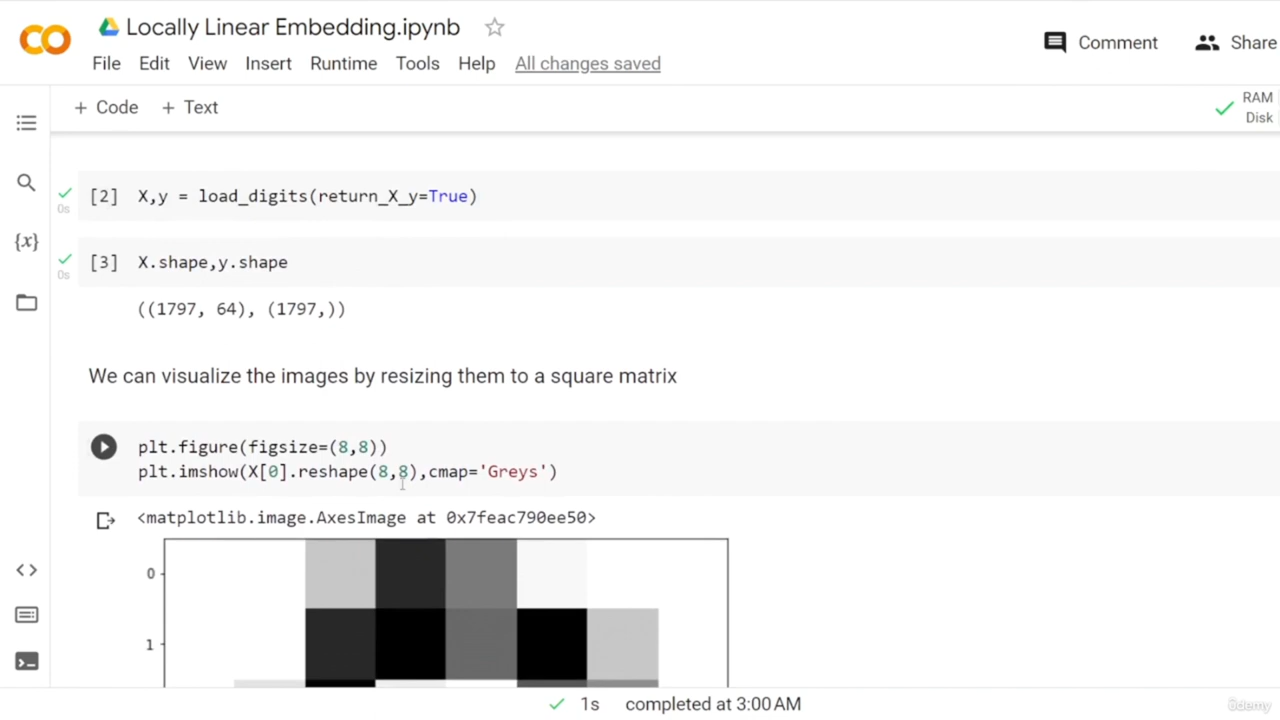 Locally Linear Embedding.ipynb
Comment
Share
File Edit View Insert Runtime Tools Help All changes saved
+ Code + Text
RAM
Disk
[2] X,y = load_digits(return_X_y=True)
0s
[3] X.shape,y.shape
0s
((1797, 64), (1797,))
We can visualize the images by resizing them to a square matrix
plt.figure(figsize=(8,8))
plt.imshow(X[0].reshape(8,8),cmap='Greys')
<matplotlib.image.AxesImage at 0x7feac790ee50>
0
1
1s completed at 3:00 AM
ûdemy
{x}